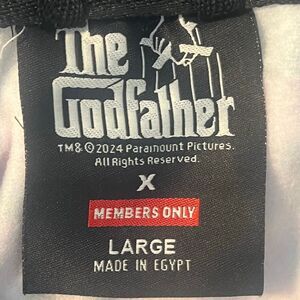 The
Godfather
TM& ©2024 Paramount Pictures.
All Rights Reserved.
X
MEMBERS ONLY
LARGE
MADE IN EGYPT